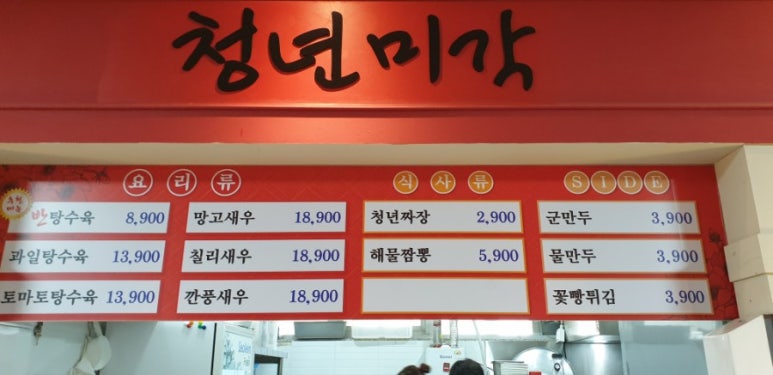 청년미각
요리류 식사류 SIDE
추천메뉴
반탕수육 8,900 망고새우 18,900 청년짜장 2,900 군만두 3,900
과일탕수육 13,900 칠리새우 18,900 해물짬뽕 5,900 물만두 3,900
토마토탕수육 13,900 깐풍새우 18,900 꽃빵튀김 3,900